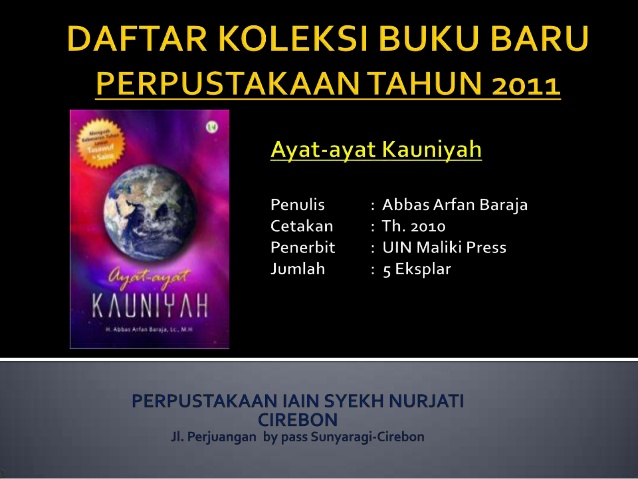 DAFTAR KOLEKSI BUKU BARU
PERPUSTAKAAN TAHUN 2011
Ayat-ayat Kauniyah
Penulis : Abbas Arfan Baraja
Cetakan : Th. 2010
Penerbit : UIN Maliki Press
Jumlah : 5 Eksplar
Ayat-ayat
KAUNIYAH
H. Abbas Arfan Baraja, Lc., M.H
PERPUSTAKAAN IAIN SYEKH NURJATI
CIREBON
Jl. Perjuangan by pass Sunyaragi-Cirebon